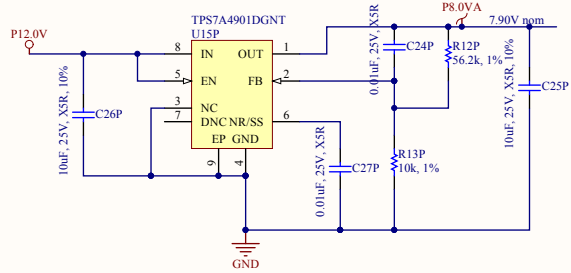 TPS7A4901DGNT
U15P
P12.0V
P8.0VA
7.90V nom
8
IN
OUT
1
C24P
0.01uF, 25V, X5R
R12P
56.2k, 1%
5
EN
FB
2
C26P
10uF, 25V, X5R, 10%
3
NC
7
DNC
NR/SS
6
EP
GND
9
4
C25P
10uF, 25V, X5R, 10%
C27P
0.01uF, 25V, X5R
R13P
10k, 1%
GND